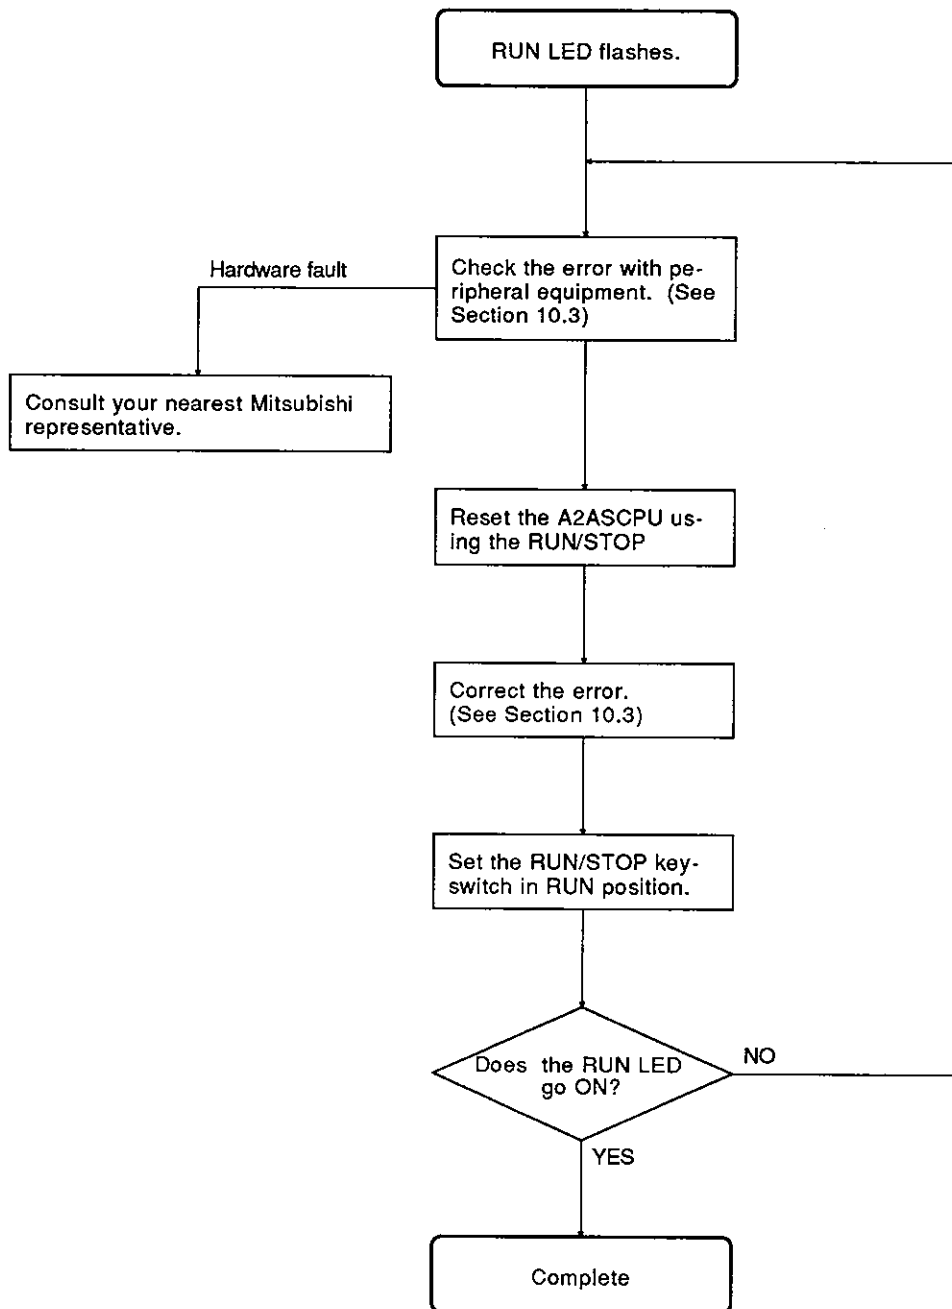 RUN LED flashes.
Hardware fault
Check the error with pe-
ripheral equipment. (See
Section 10.3)
Consult your nearest Mitsubishi
representative.
Reset the A2ASCPU us-
ing the RUN/STOP
Correct the error.
(See Section 10.3)
Set the RUN/STOP key-
switch in RUN position.
Does the RUN LED
go ON?
NO
YES
Complete